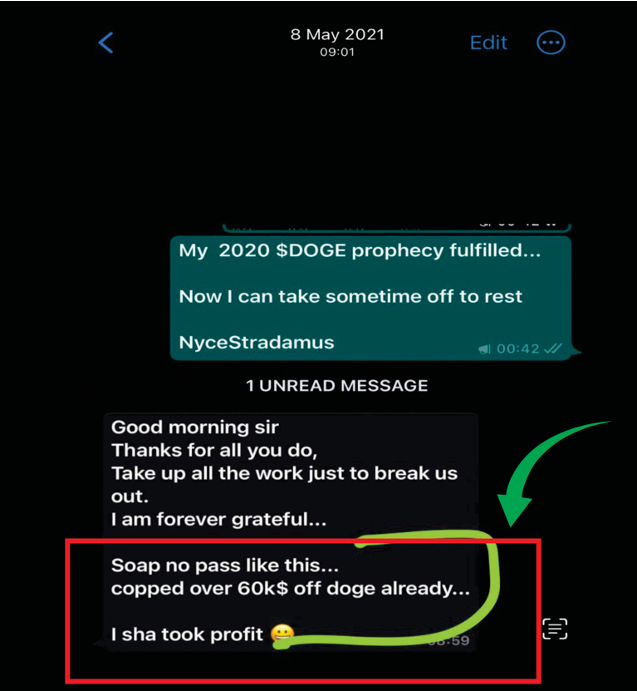 8 May 2021
09:01
Edit
My 2020 $DOGE prophecy fulfilled...
Now I can take sometime off to rest
NyceStradamus
00:42
1 UNREAD MESSAGE
Good morning sir
Thanks for all you do,
Take up all the work just to break us
out.
I am forever grateful...
Soap no pass like this...
copped over 60k$ off doge already...
I sha took profit 😬
08:59